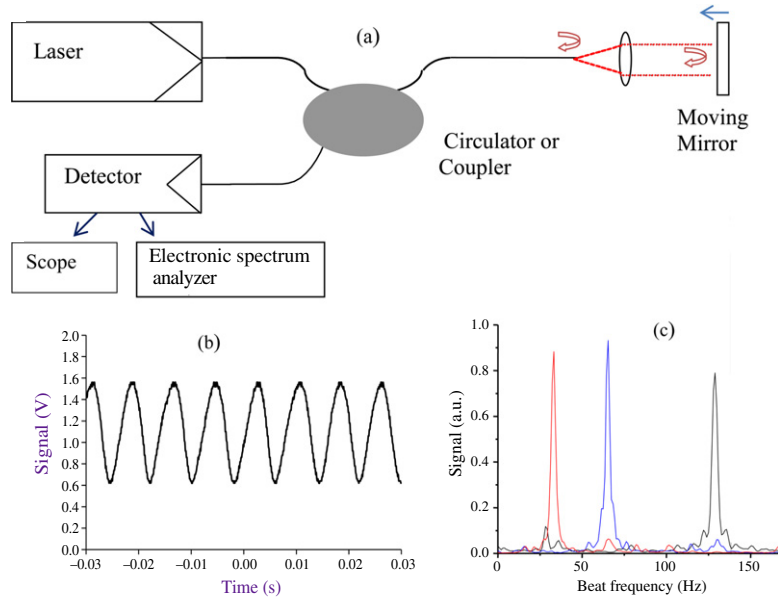 (a)
Laser
Moving
Mirror
Circulator or
Coupler
Detector
Scope
Electronic spectrum
analyzer
(b)
2.0
1.8
1.6
1.4
1.2
1.0
0.8
0.6
0.4
0.2
0.0
Signal (V)
−0.03 −0.02 −0.01 0.00 0.01 0.02 0.03
Time (s)
(c)
1.0
0.8
0.6
0.4
0.2
0.0
Signal (a.u.)
0 50 100 150
Beat frequency (Hz)